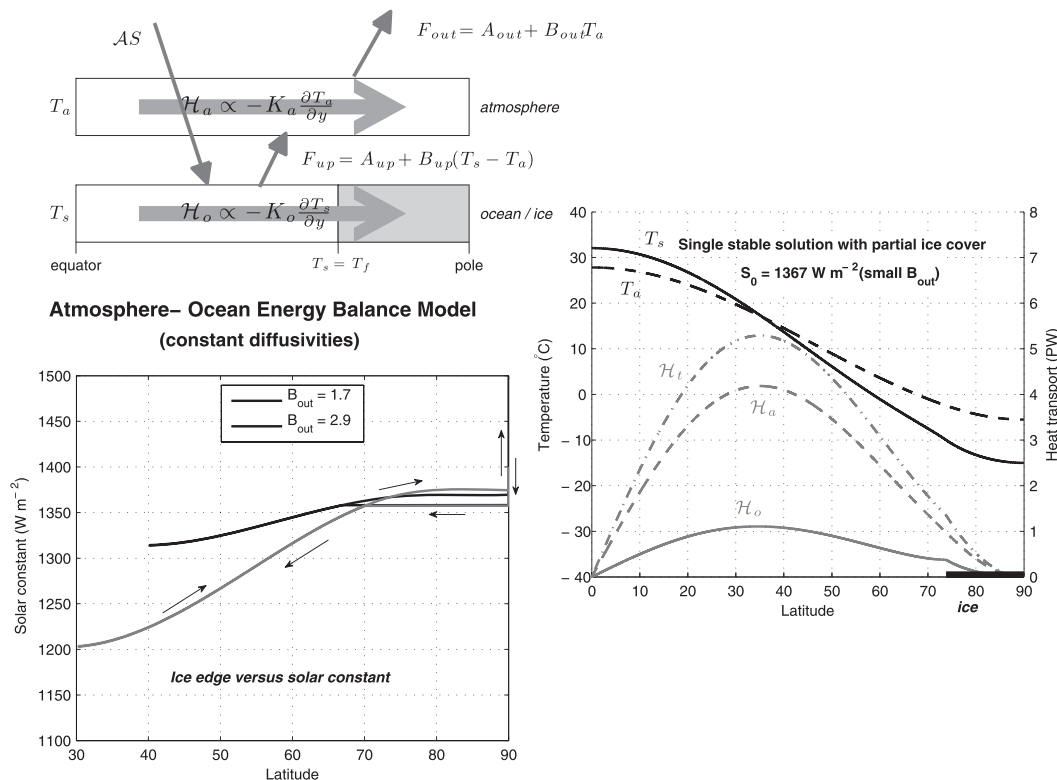 𝒜S
F_out = A_out + B_out T_a
T_a
ℋ_a ∝ −K_a ∂T_a/∂y
atmosphere
F_up = A_up + B_up(T_s − T_a)
T_s
ℋ_o ∝ −K_o ∂T_s/∂y
ocean / ice
equator
T_s = T_f
pole
Atmosphere− Ocean Energy Balance Model
(constant diffusivities)
1500
1450
1400
1350
1300
1250
1200
1150
1100
Solar constant (W m⁻²)
B_out = 1.7
B_out = 2.9
Ice edge versus solar constant
30 40 50 60 70 80 90
Latitude
40
30
20
10
0
−10
−20
−30
−40
Temperature (°C)
T_s
Single stable solution with partial ice cover
S_0 = 1367 W m⁻²(small B_out)
T_a
ℋ_t
ℋ_a
ℋ_o
8
7
6
5
4
3
2
1
0
Heat transport (PW)
0 10 20 30 40 50 60 70 80 90
Latitude
ice